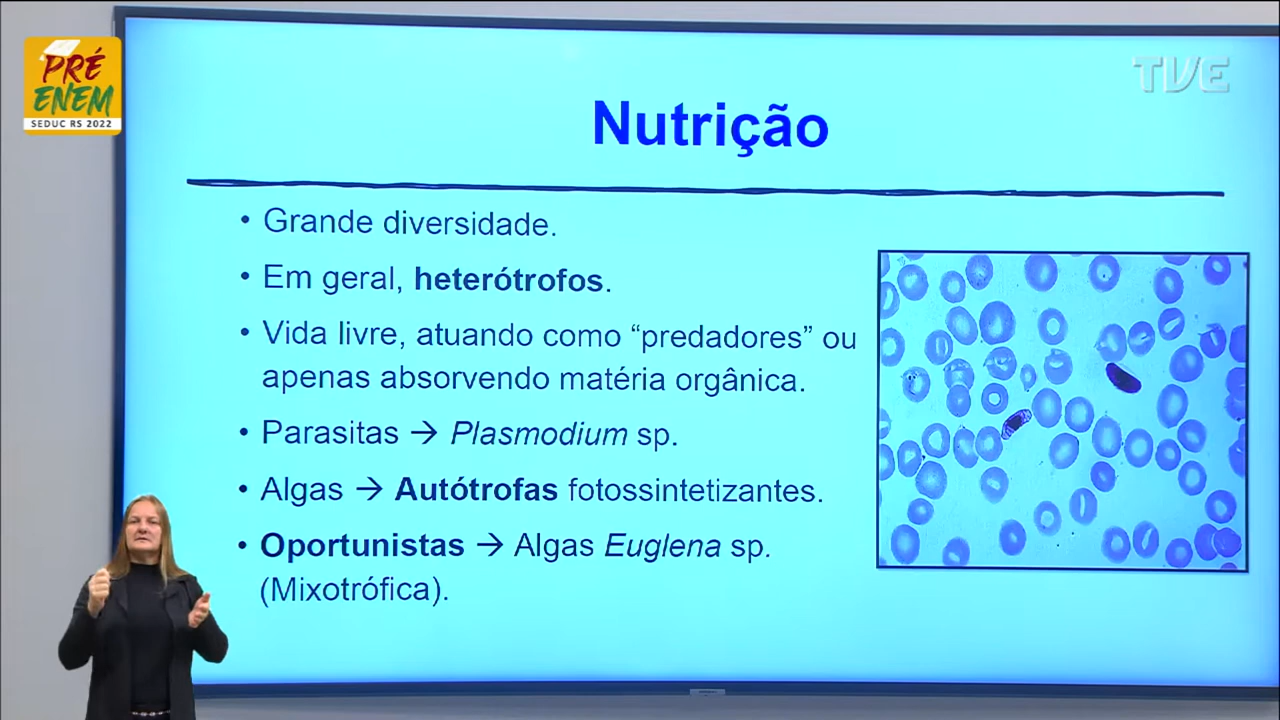 PRÉ
ENEM
SEDUC RS 2022
TVE
Nutrição
• Grande diversidade.
• Em geral, heterótrofos.
• Vida livre, atuando como “predadores” ou
apenas absorvendo matéria orgânica.
• Parasitas → Plasmodium sp.
• Algas → Autótrofas fotossintetizantes.
• Oportunistas → Algas Euglena sp.
(Mixotrófica).